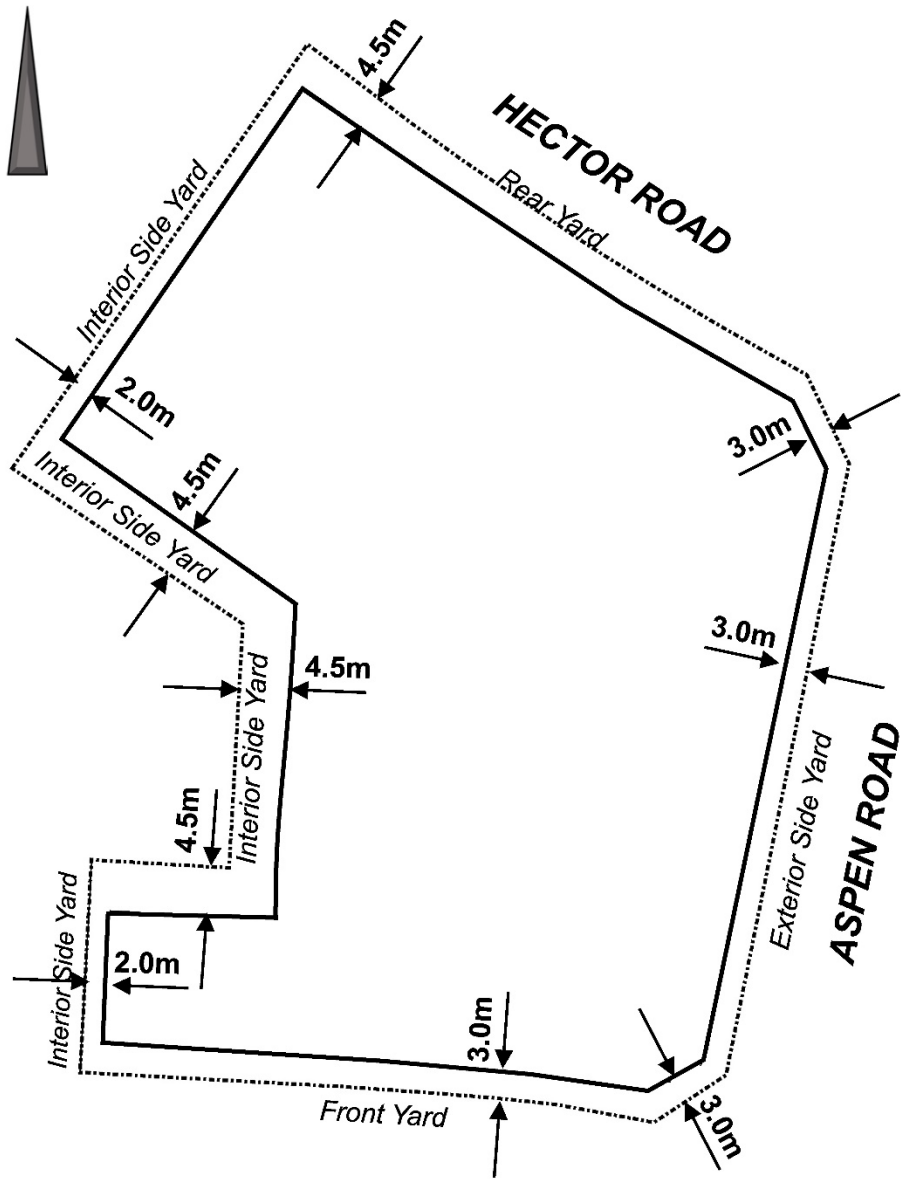 4.5m
HECTOR ROAD
Rear Yard
Interior Side Yard
2.0m
3.0m
Interior Side Yard
4.5m
3.0m
4.5m
Interior Side Yard
4.5m
Exterior Side Yard
ASPEN ROAD
Interior Side Yard
2.0m
3.0m
Front Yard
3.0m